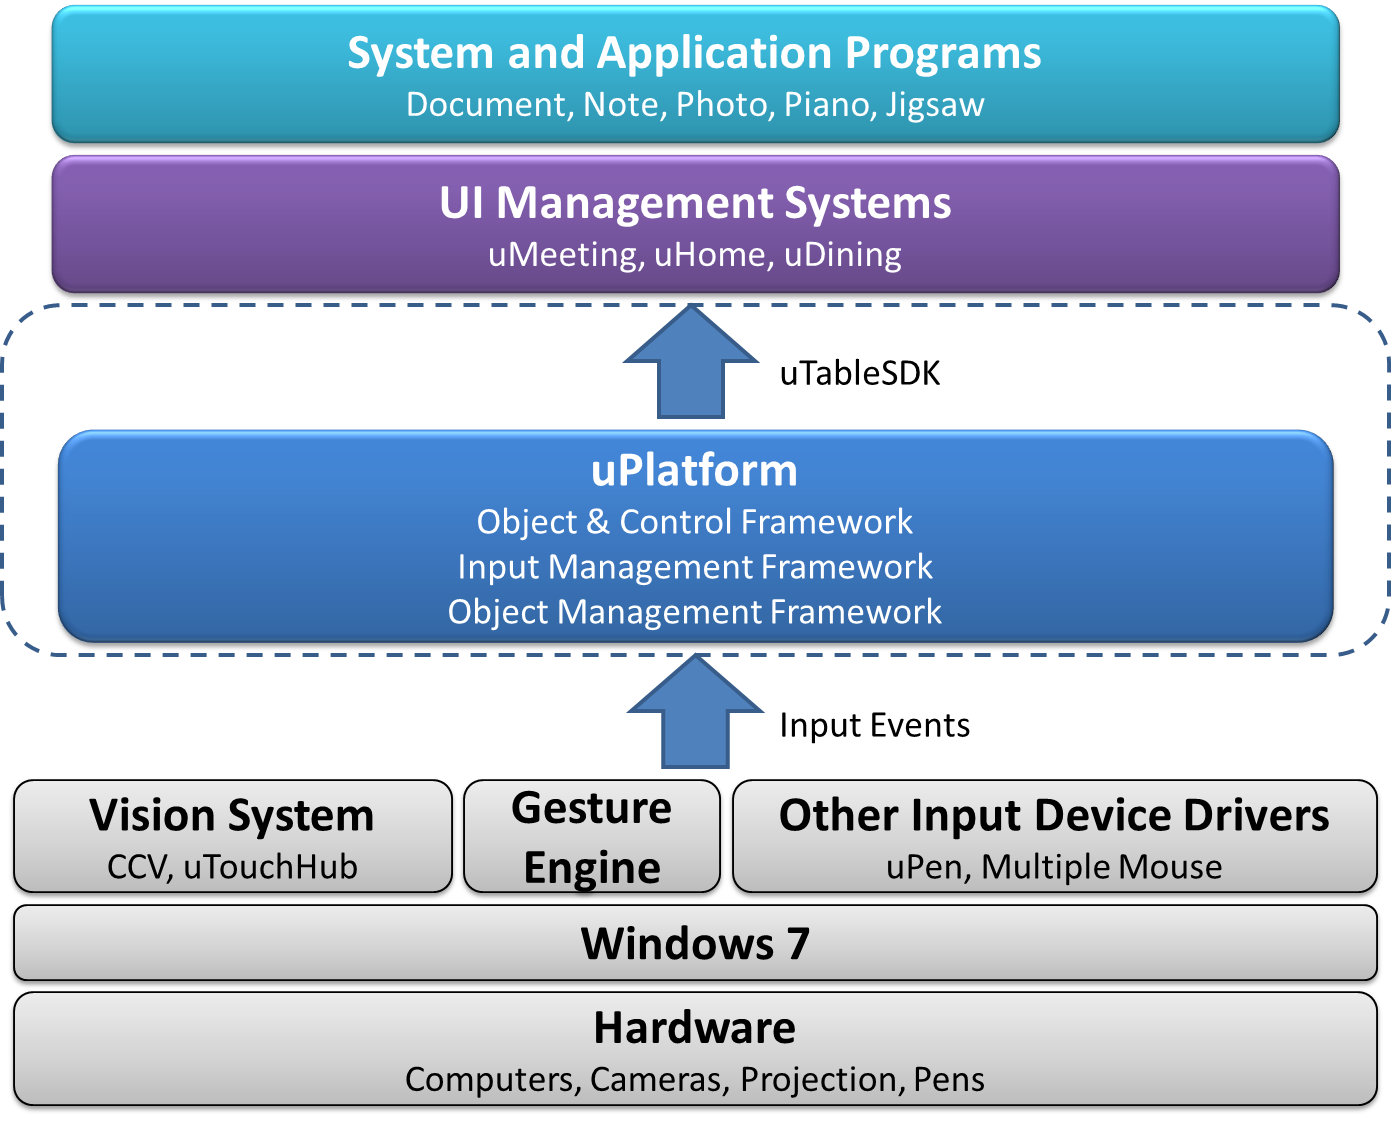 System and Application Programs
Document, Note, Photo, Piano, Jigsaw
UI Management Systems
uMeeting, uHome, uDining
uTableSDK
uPlatform
Object & Control Framework
Input Management Framework
Object Management Framework
Input Events
Vision System
CCV, uTouchHub
Gesture
Engine
Other Input Device Drivers
uPen, Multiple Mouse
Windows 7
Hardware
Computers, Cameras, Projection, Pens